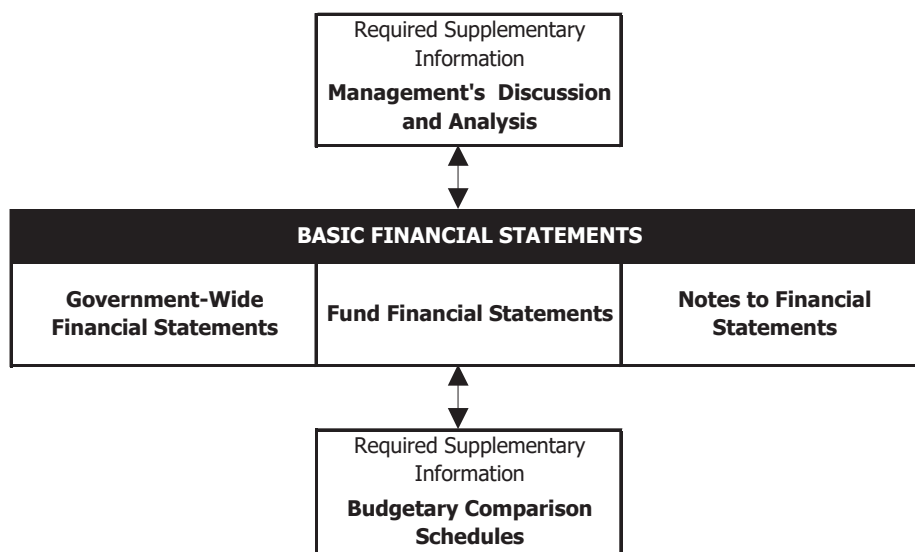 Required Supplementary
Information
Management's Discussion
and Analysis
BASIC FINANCIAL STATEMENTS
Government-Wide
Financial Statements
Fund Financial Statements
Notes to Financial
Statements
Required Supplementary
Information
Budgetary Comparison
Schedules